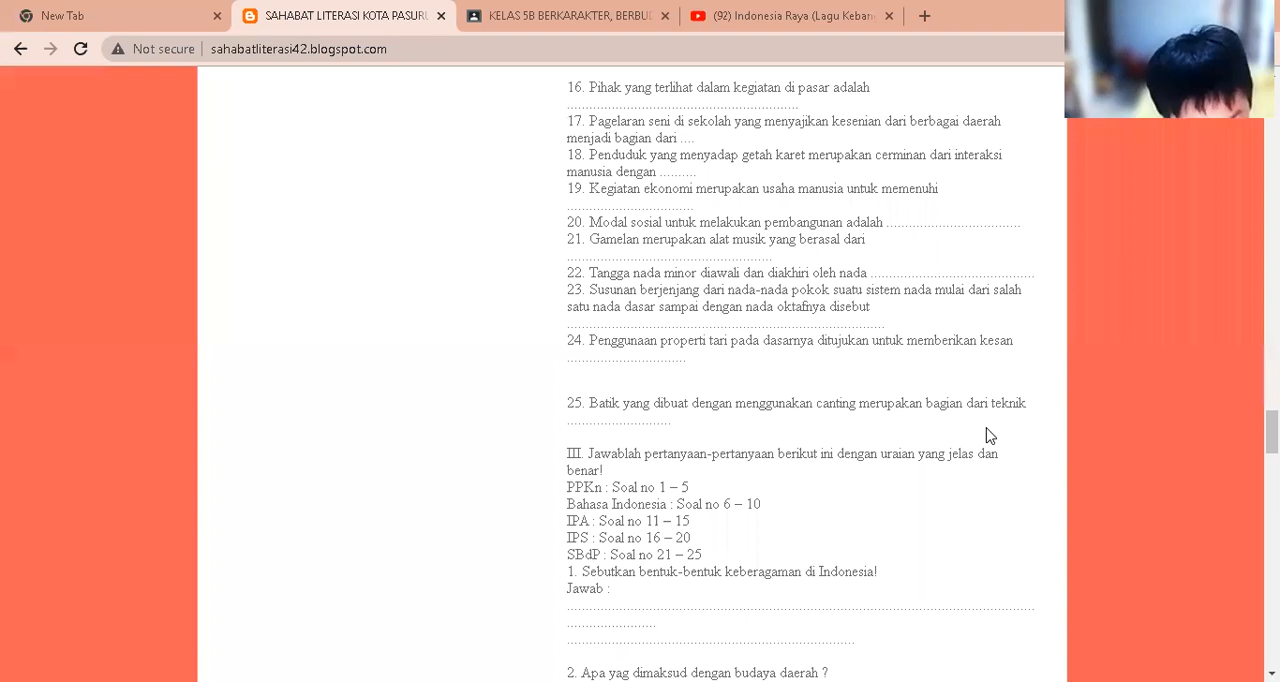 New Tab
SAHABAT LITERASI KOTA PASURU
KELAS 5B BERKARAKTER, BERBUD
(92) Indonesia Raya (Lagu Keban
Not secure
sahabatliterasi42.blogspot.com
16. Pihak yang terlihat dalam kegiatan di pasar adalah
....................................................
17. Pagelaran seni di sekolah yang menyajikan kesenian dari berbagai daerah
menjadi bagian dari ....
18. Penduduk yang menyadap getah karet merupakan cerminan dari interaksi
manusia dengan ..........
19. Kegiatan ekonomi merupakan usaha manusia untuk memenuhi
............................
20. Modal sosial untuk melakukan pembangunan adalah ....................................
21. Gamelan merupakan alat musik yang berasal dari
..............................................
22. Tangga nada minor diawali dan diakhiri oleh nada ............................................
23. Susunan berjenjang dari nada-nada pokok suatu sistem nada mulai dari salah
satu nada dasar sampai dengan nada oktafnya disebut
.......................................................................
24. Penggunaan properti tari pada dasarnya ditujukan untuk memberikan kesan
...........................
25. Batik yang dibuat dengan menggunakan canting merupakan bagian dari teknik
.......................
III. Jawablah pertanyaan-pertanyaan berikut ini dengan uraian yang jelas dan
benar!
PPKn : Soal no 1 – 5
Bahasa Indonesia : Soal no 6 – 10
IPA : Soal no 11 – 15
IPS : Soal no 16 – 20
SBdP : Soal no 21 – 25
1. Sebutkan bentuk-bentuk keberagaman di Indonesia!
Jawab :
........................................................................................................
....................
................................................................
2. Apa yag dimaksud dengan budaya daerah ?